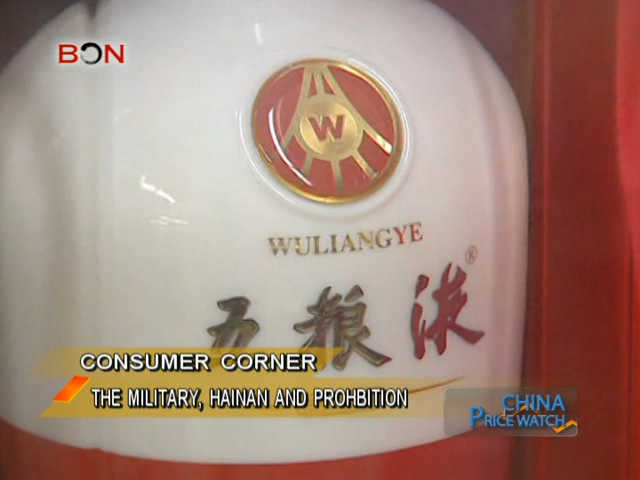 BON
W
WULIANGYE
五粮液®
CONSUMER CORNER
THE MILITARY, HAINAN AND PROHBITION
CHINA
PRICE WATCH